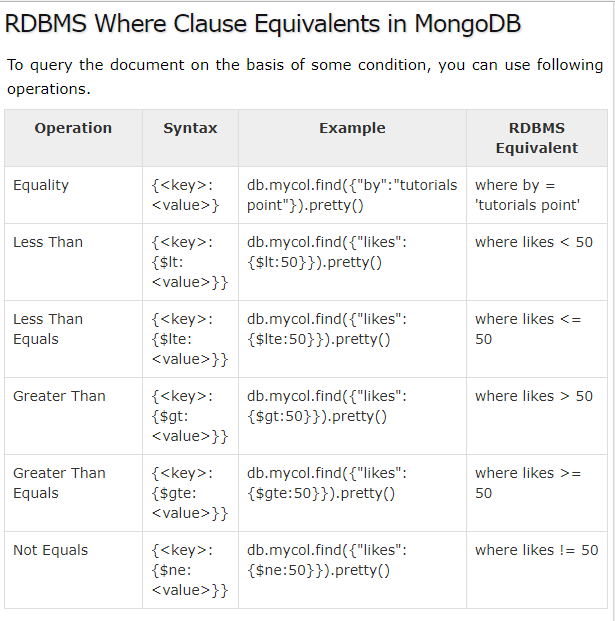 RDBMS Where Clause Equivalents in MongoDB
To query the document on the basis of some condition, you can use following
operations.
Operation
Syntax
Example
RDBMS
Equivalent
Equality
{<key>:
<value>}
db.mycol.find({"by":"tutorials
point"}).pretty()
where by =
'tutorials point'
Less Than
{<key>:
{$lt:
<value>}}
db.mycol.find({"likes":
{$lt:50}}).pretty()
where likes < 50
Less Than
Equals
{<key>:
{$lte:
<value>}}
db.mycol.find({"likes":
{$lte:50}}).pretty()
where likes <=
50
Greater Than
{<key>:
{$gt:
<value>}}
db.mycol.find({"likes":
{$gt:50}}).pretty()
where likes > 50
Greater Than
Equals
{<key>:
{$gte:
<value>}}
db.mycol.find({"likes":
{$gte:50}}).pretty()
where likes >=
50
Not Equals
{<key>:
{$ne:
<value>}}
db.mycol.find({"likes":
{$ne:50}}).pretty()
where likes != 50